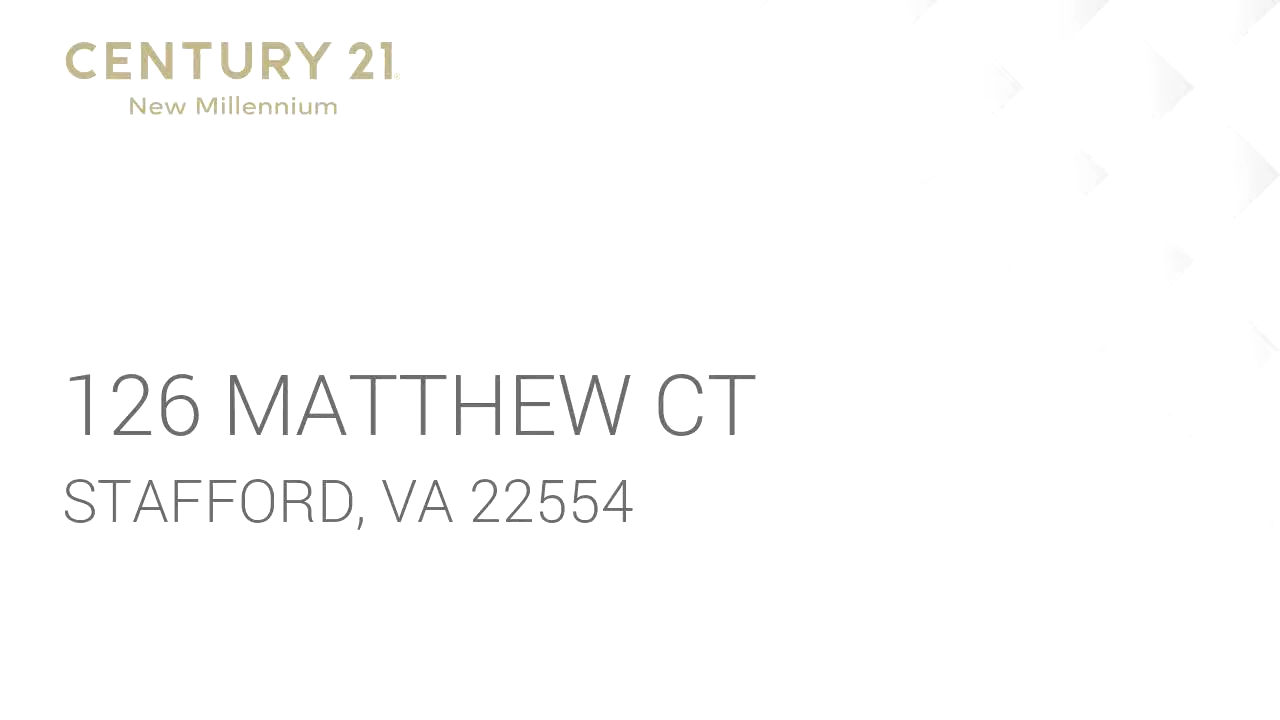 CENTURY 21
New Millennium
126 MATTHEW CT
STAFFORD, VA 22554